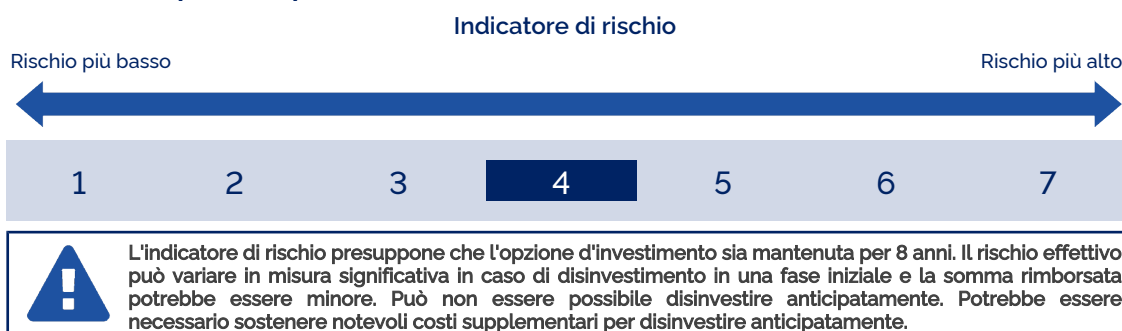 Indicatore di rischio
Rischio più basso Rischio più alto
1 2 3 4 5 6 7
L'indicatore di rischio presuppone che l'opzione d'investimento sia mantenuta per 8 anni. Il rischio effettivo
può variare in misura significativa in caso di disinvestimento in una fase iniziale e la somma rimborsata
potrebbe essere minore. Può non essere possibile disinvestire anticipatamente. Potrebbe essere
necessario sostenere notevoli costi supplementari per disinvestire anticipatamente.